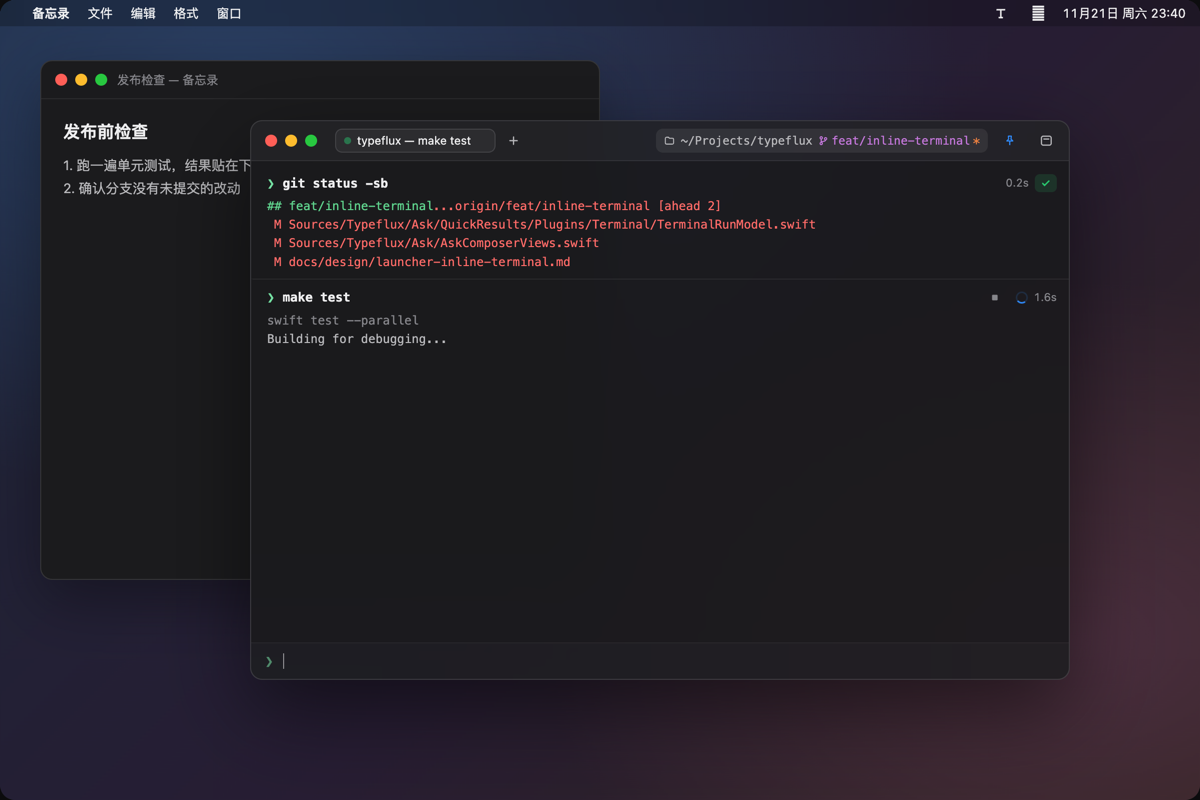 备忘录 文件 编辑 格式 窗口 T 11月21日 周六 23:40
发布检查 — 备忘录
发布前检查
1. 跑一遍单元测试，结果贴在下
2. 确认分支没有未提交的改动
typeflux — make test + ~/Projects/typeflux feat/inline-terminal*
❯ git status -sb 0.2s ✓
## feat/inline-terminal...origin/feat/inline-terminal [ahead 2]
M Sources/Typeflux/Ask/QuickResults/Plugins/Terminal/TerminalRunModel.swift
M Sources/Typeflux/Ask/AskComposerViews.swift
M docs/design/launcher-inline-terminal.md
❯ make test 1.6s
swift test --parallel
Building for debugging...
❯